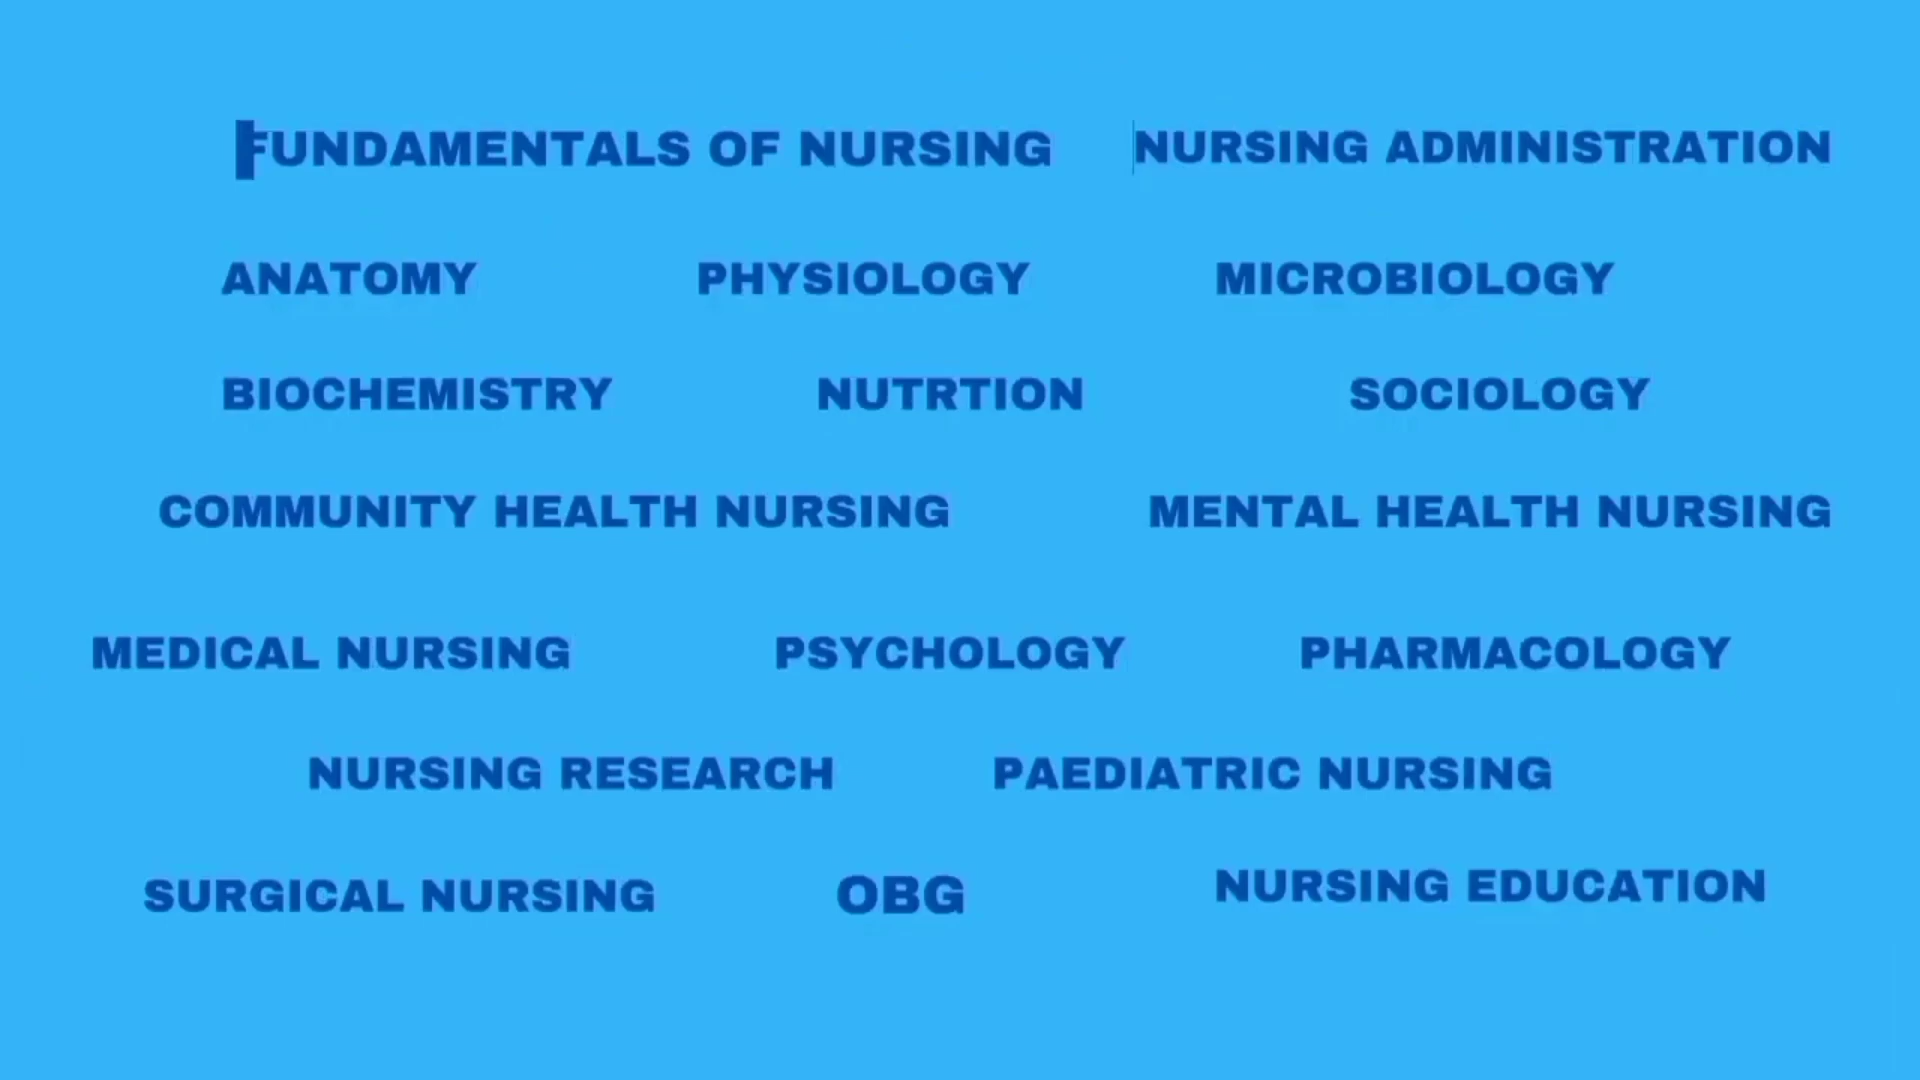 FUNDAMENTALS OF NURSING NURSING ADMINISTRATION
ANATOMY PHYSIOLOGY MICROBIOLOGY
BIOCHEMISTRY NUTRTION SOCIOLOGY
COMMUNITY HEALTH NURSING MENTAL HEALTH NURSING
MEDICAL NURSING PSYCHOLOGY PHARMACOLOGY
NURSING RESEARCH PAEDIATRIC NURSING
SURGICAL NURSING OBG NURSING EDUCATION